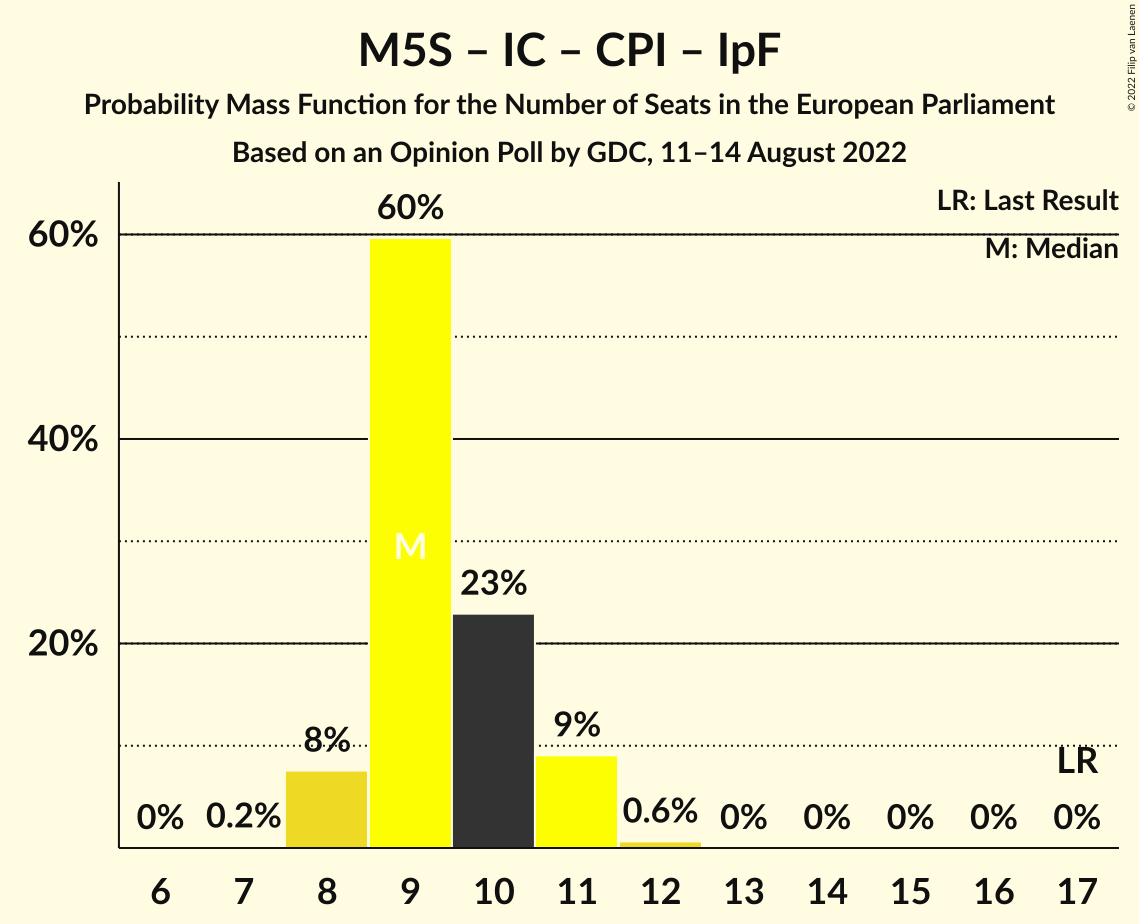 M5S – IC – CPI – IpF
Probability Mass Function for the Number of Seats in the European Parliament
Based on an Opinion Poll by GDC, 11–14 August 2022
© 2022 Filip van Laenen
LR: Last Result
M: Median
60%
40%
20%
0%
0.2%
8%
60%
M
23%
9%
0.6%
0%
0%
0%
0%
LR
0%
6 7 8 9 10 11 12 13 14 15 16 17